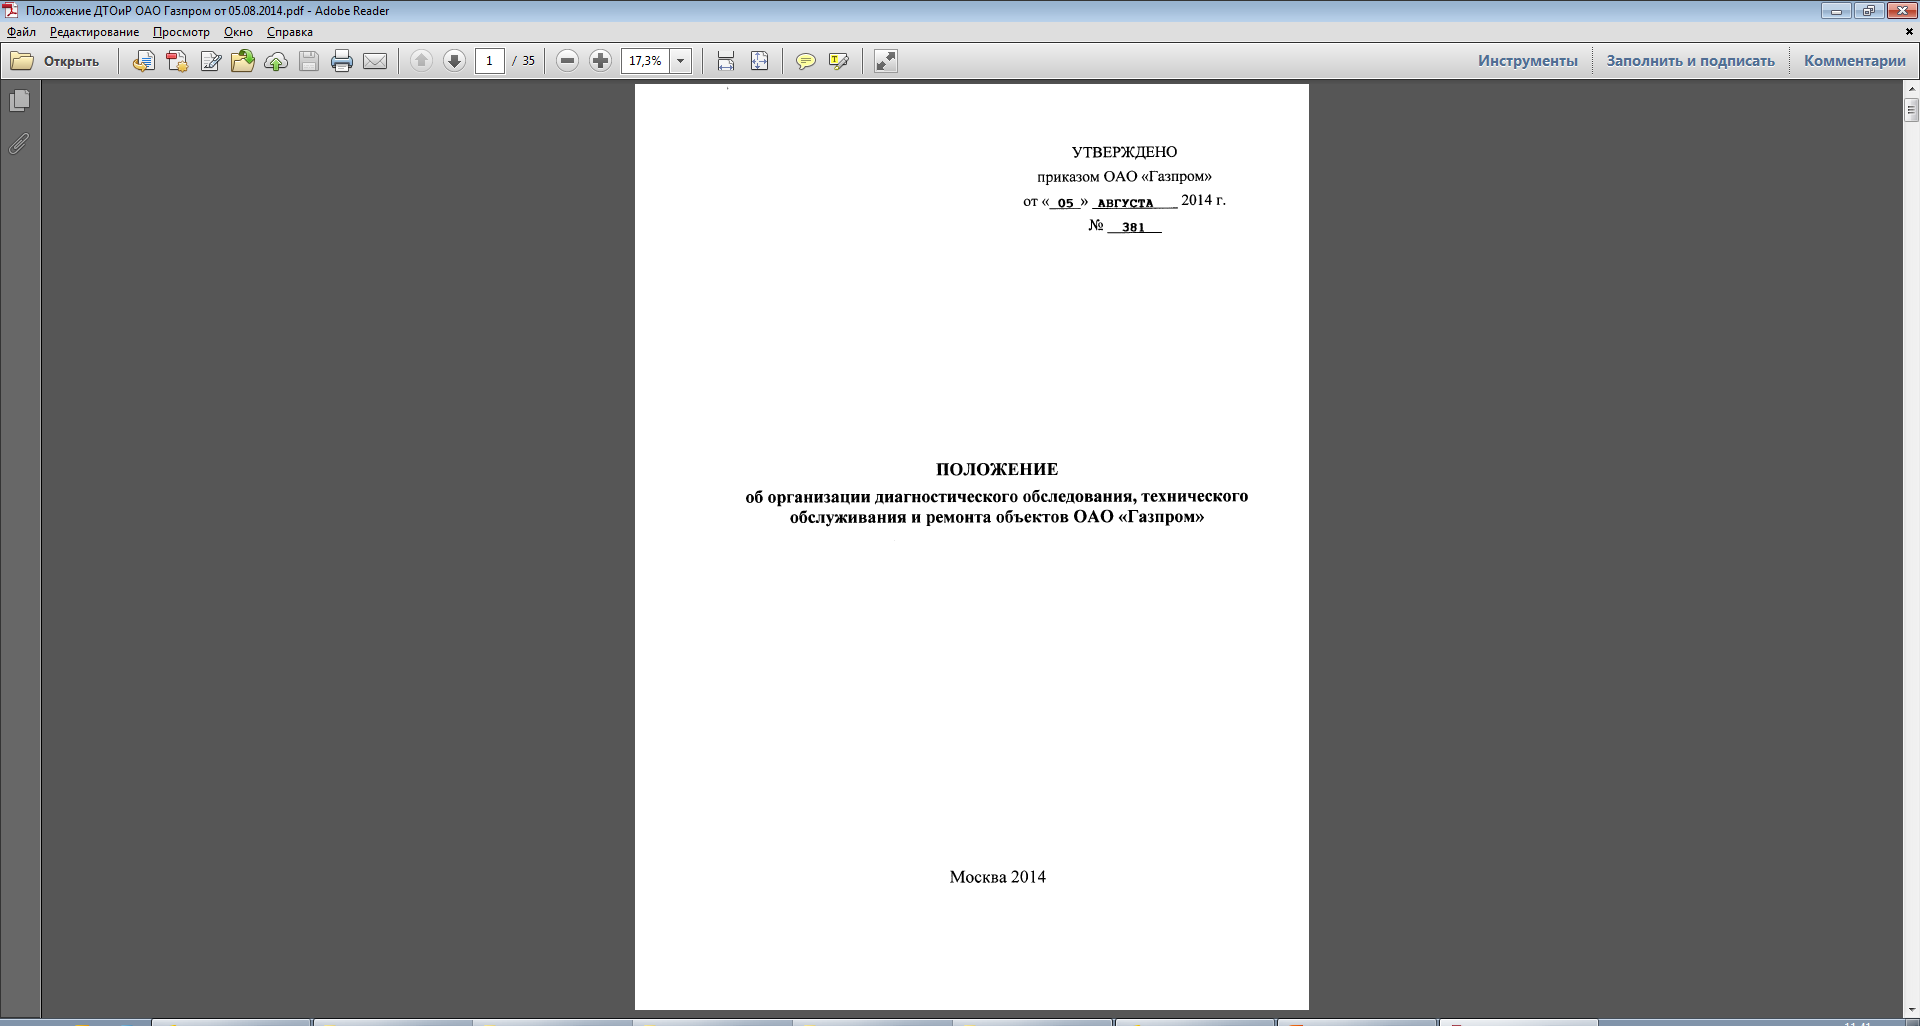 Положение ДТОиР ОАО Газпром от 05.08.2014.pdf - Adobe Reader
Файл Редактирование Просмотр Окно Справка
Открыть 1 / 35 17,3% Инструменты Заполнить и подписать Комментарии
УТВЕРЖДЕНО
приказом ОАО «Газпром»
от « 05 » АВГУСТА 2014 г.
№ 381
ПОЛОЖЕНИЕ
об организации диагностического обследования, технического
обслуживания и ремонта объектов ОАО «Газпром»
Москва 2014